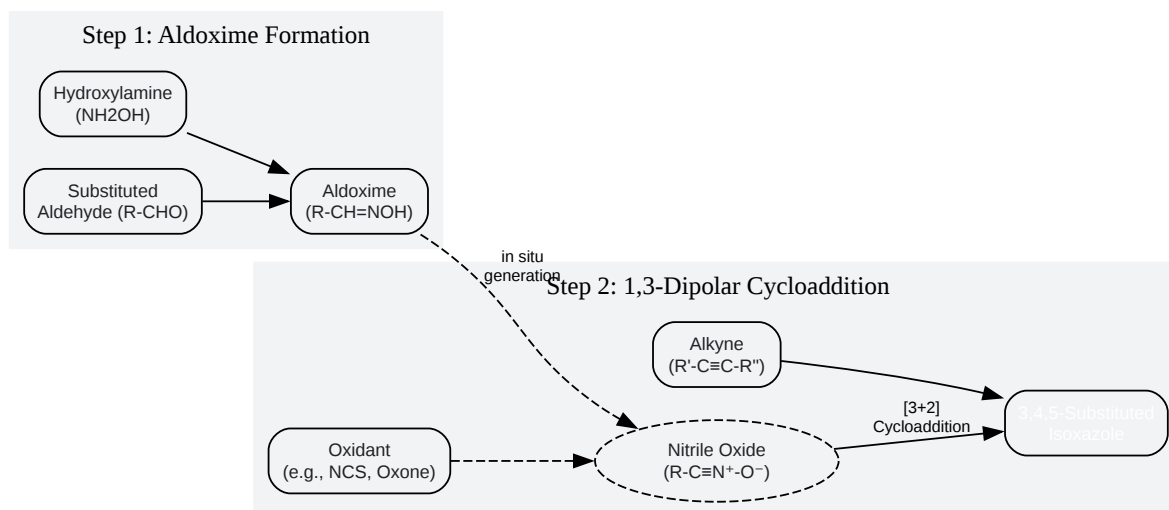 Step 1: Aldoxime Formation
Hydroxylamine
(NH2OH)
Substituted
Aldehyde (R-CHO)
Aldoxime
(R-CH=NOH)
in situ
generation
Step 2: 1,3-Dipolar Cycloaddition
Alkyne
(R'-C≡C-R")
[3+2]
Cycloaddition
3,4,5-Substituted
Isoxazole
Oxidant
(e.g., NCS, Oxone)
Nitrile Oxide
(R-C≡N⁺-O⁻)